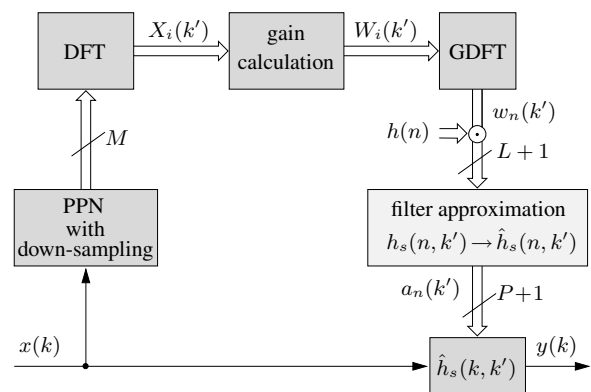 DFT
X_i(k′)
gain
calculation
W_i(k′)
GDFT
w_n(k′)
h(n)
M
L + 1
PPN
with
down-sampling
filter approximation
h_s(n, k′) → ĥ_s(n, k′)
a_n(k′)
P+1
x(k)
ĥ_s(k, k′)
y(k)